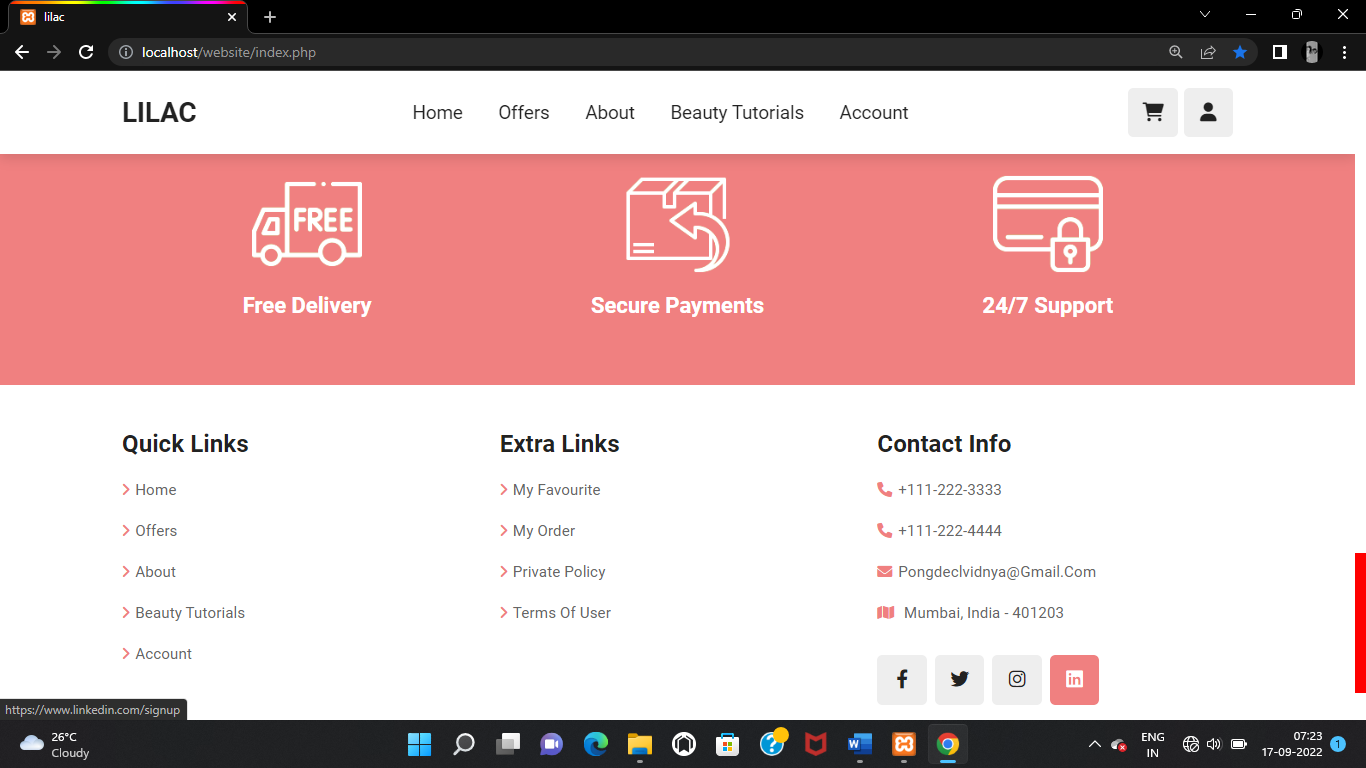 lilac
localhost/website/index.php
LILAC
Home Offers About Beauty Tutorials Account
FREE
Free Delivery Secure Payments 24/7 Support
Quick Links
Home
Offers
About
Beauty Tutorials
Account
Extra Links
My Favourite
My Order
Private Policy
Terms Of User
Contact Info
+111-222-3333
+111-222-4444
Pongdeclvidnya@Gmail.Com
Mumbai, India - 401203
https://www.linkedin.com/signup
26°C
Cloudy
ENG
IN
07:23
17-09-2022
1